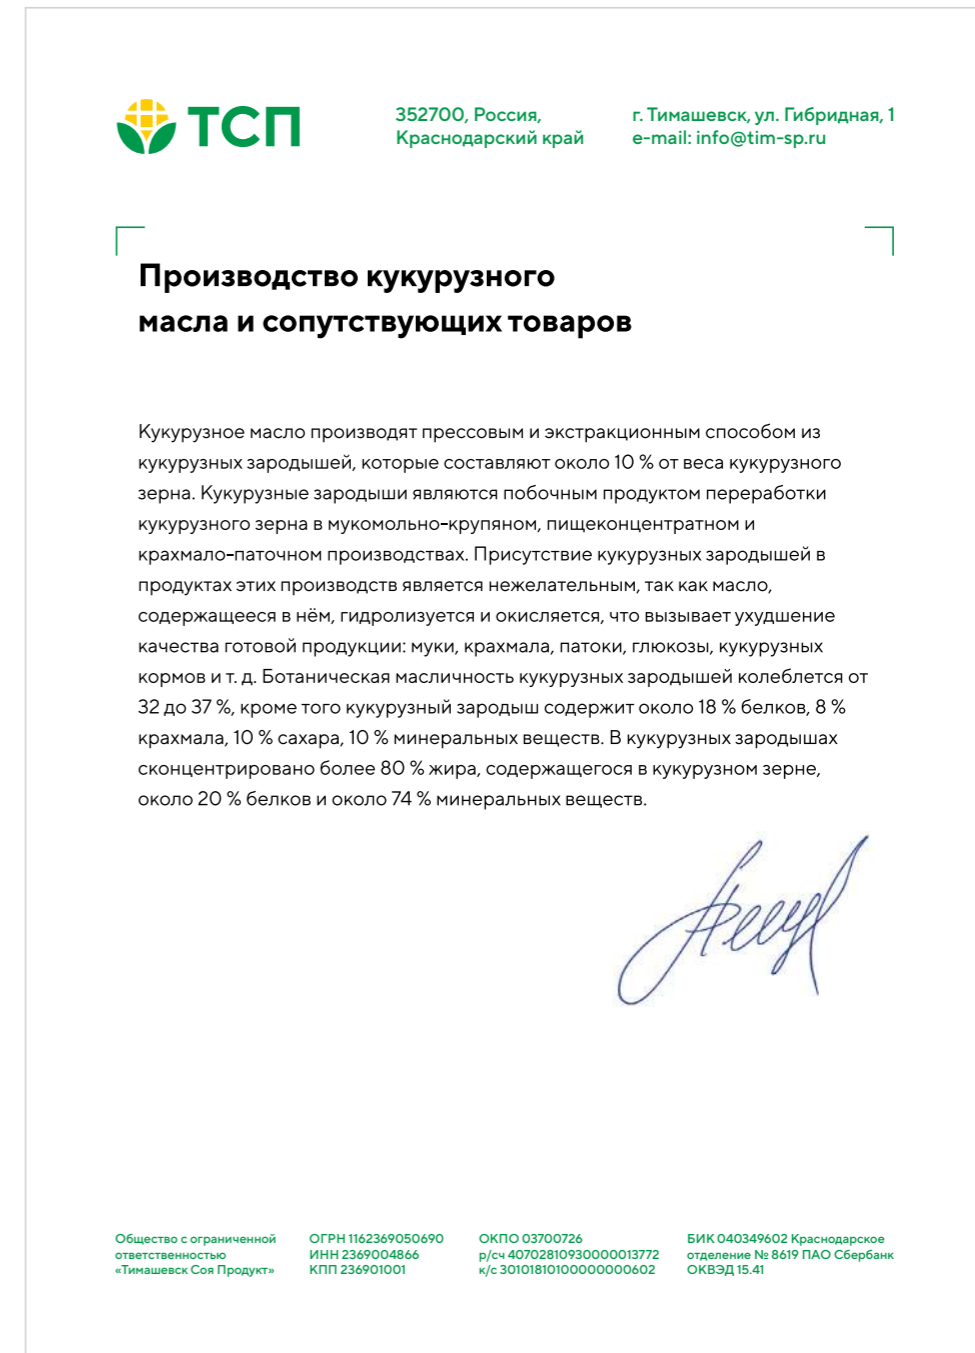 ТСП
352700, Россия,
Краснодарский край
г. Тимашевск, ул. Гибридная, 1
e-mail: info@tim-sp.ru
Производство кукурузного
масла и сопутствующих товаров
Кукурузное масло производят прессовым и экстракционным способом из
кукурузных зародышей, которые составляют около 10 % от веса кукурузного
зерна. Кукурузные зародыши являются побочным продуктом переработки
кукурузного зерна в мукомольно-крупяном, пищеконцентратном и
крахмало-паточном производствах. Присутствие кукурузных зародышей в
продуктах этих производств является нежелательным, так как масло,
содержащееся в нём, гидролизуется и окисляется, что вызывает ухудшение
качества готовой продукции: муки, крахмала, патоки, глюкозы, кукурузных
кормов и т. д. Ботаническая масличность кукурузных зародышей колеблется от
32 до 37 %, кроме того кукурузный зародыш содержит около 18 % белков, 8 %
крахмала, 10 % сахара, 10 % минеральных веществ. В кукурузных зародышах
сконцентрировано более 80 % жира, содержащегося в кукурузном зерне,
около 20 % белков и около 74 % минеральных веществ.
Общество с ограниченной
ответственностью
«Тимашевск Соя Продукт»
ОГРН 1162369050690
ИНН 2369004866
КПП 236901001
ОКПО 03700726
р/сч 40702810930000013772
к/с 30101810100000000602
БИК 040349602 Краснодарское
отделение № 8619 ПАО Сбербанк
ОКВЭД 15.41